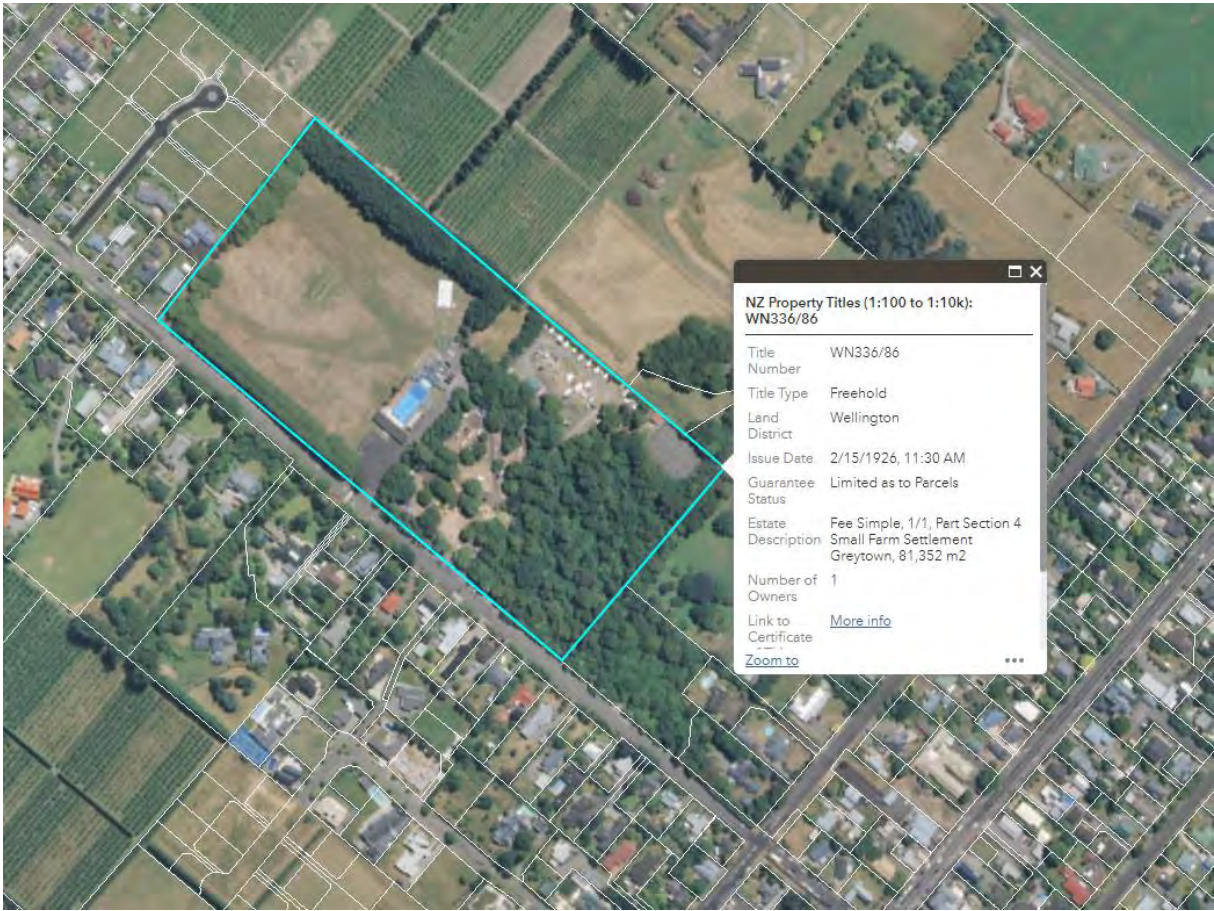 NZ Property Titles (1:100 to 1:10k):
WN336/86
Title Number WN336/86
Title Type Freehold
Land District Wellington
Issue Date 2/15/1926, 11:30 AM
Guarantee Status Limited as to Parcels
Estate Description Fee Simple, 1/1, Part Section 4
Small Farm Settlement
Greytown, 81,352 m2
Number of Owners 1
Link to Certificate More info
Zoom to